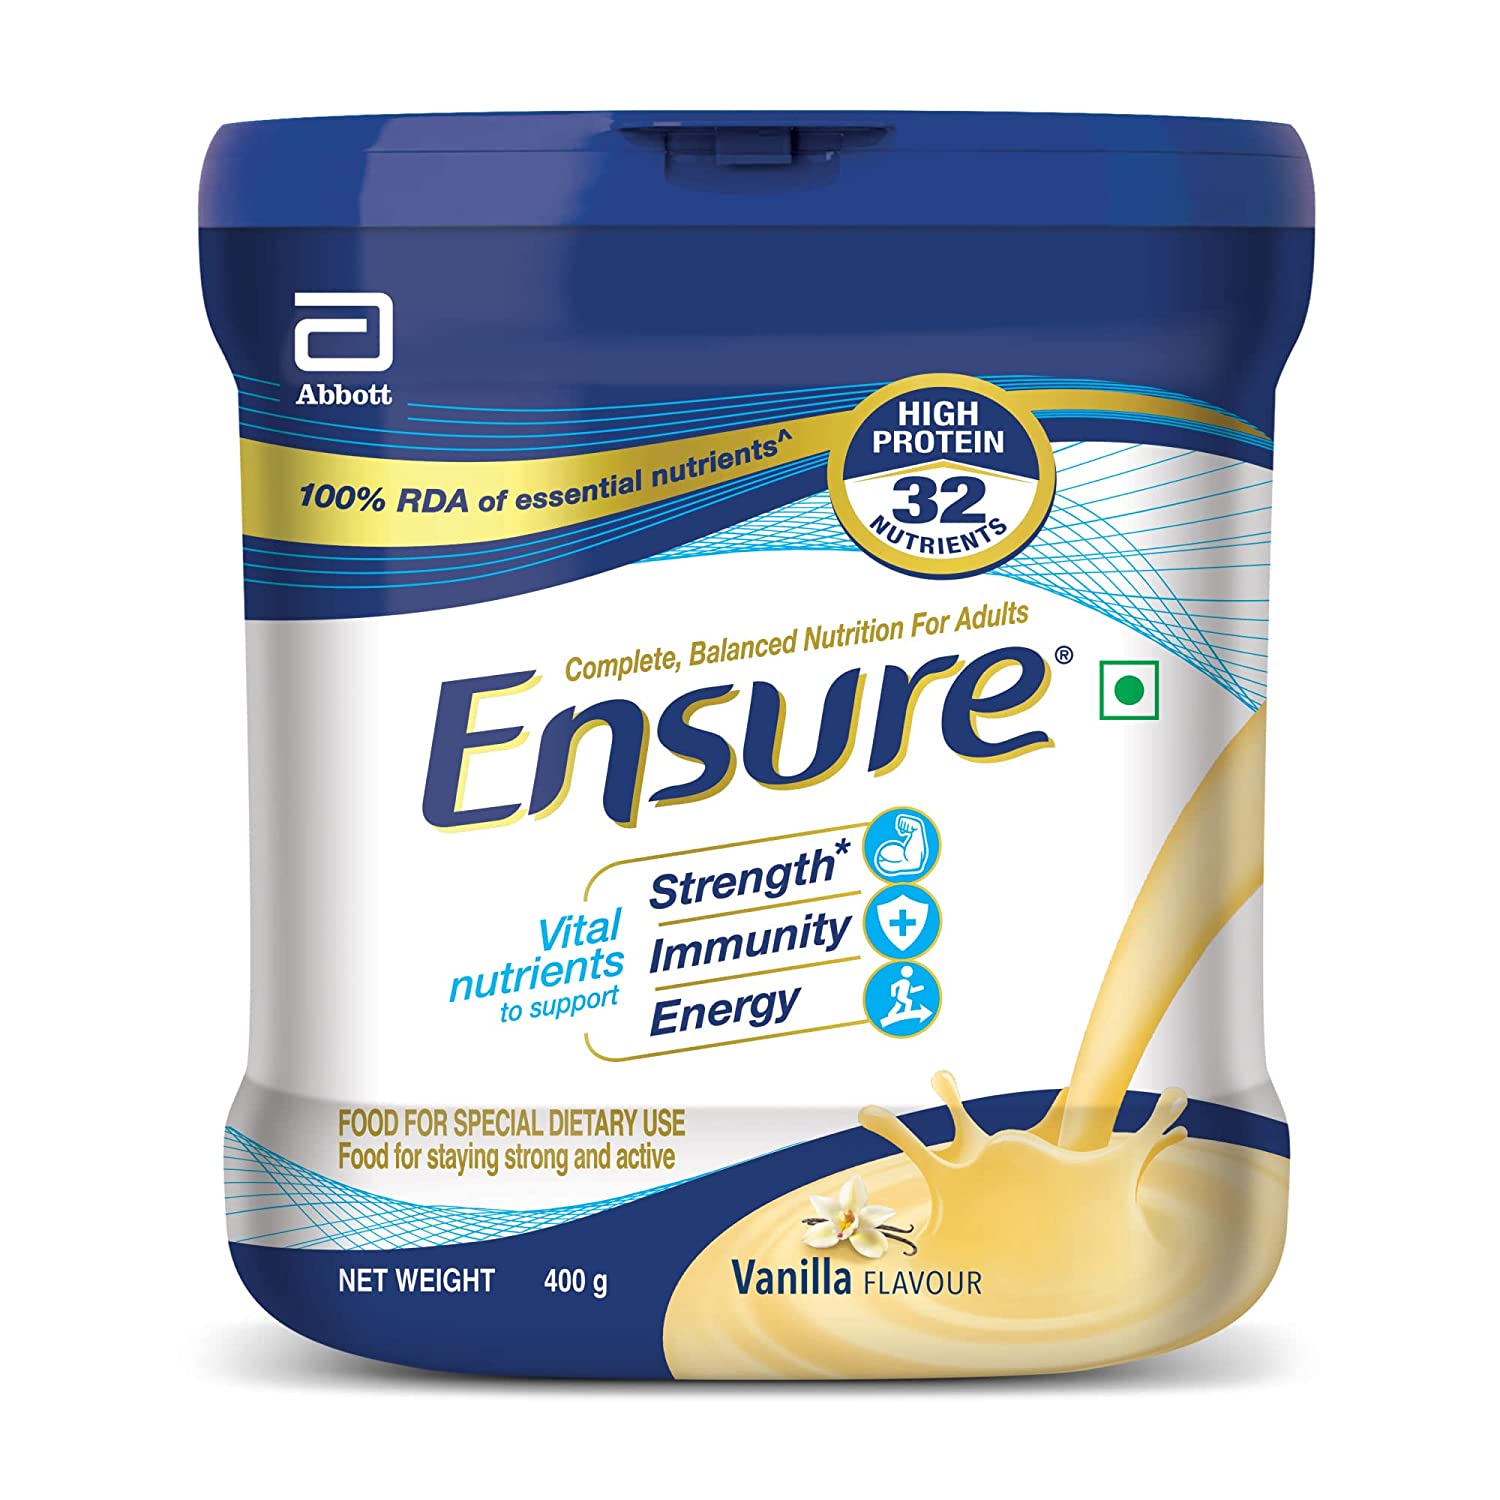 Abbott
100% RDA of essential nutrients^
HIGH
PROTEIN
32
NUTRIENTS
Complete, Balanced Nutrition For Adults
Ensure®
Vital
nutrients
to support
Strength*
Immunity
Energy
FOOD FOR SPECIAL DIETARY USE
Food for staying strong and active
NET WEIGHT 400 g
Vanilla FLAVOUR